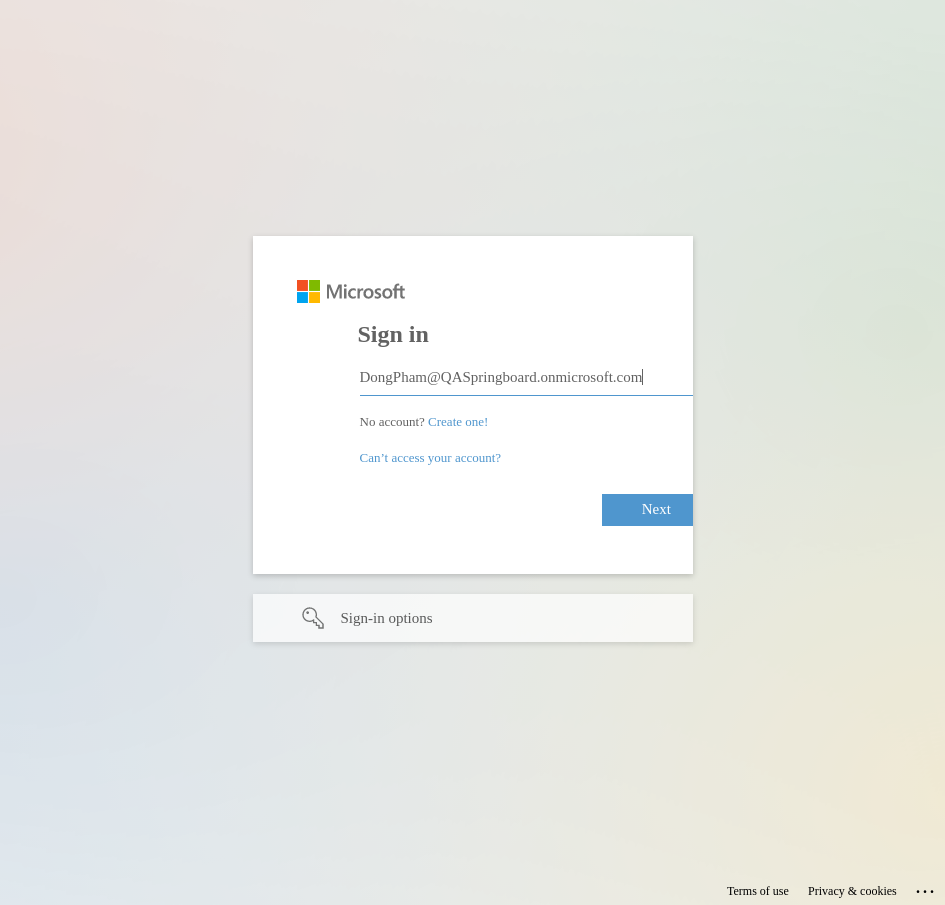 Microsoft
Sign in
DongPham@QASpringboard.onmicrosoft.com
No account? Create one!
Can’t access your account?
Next
Sign-in options
Terms of use Privacy & cookies ...